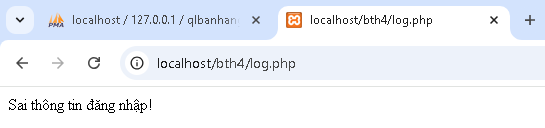 localhost / 127.0.0.1 / qlbanhan
localhost/bth4/log.php
localhost/bth4/log.php
Sai thông tin đăng nhập!